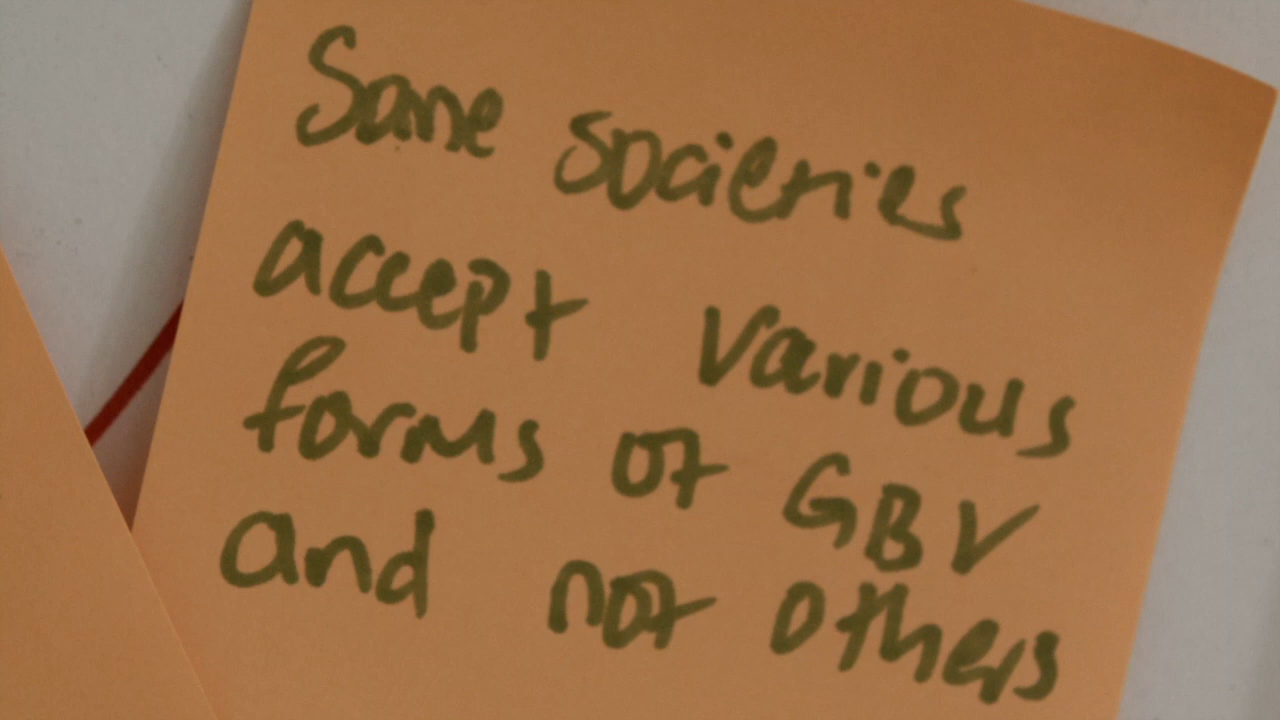 Some societies
accept various
forms of GBV
and not others